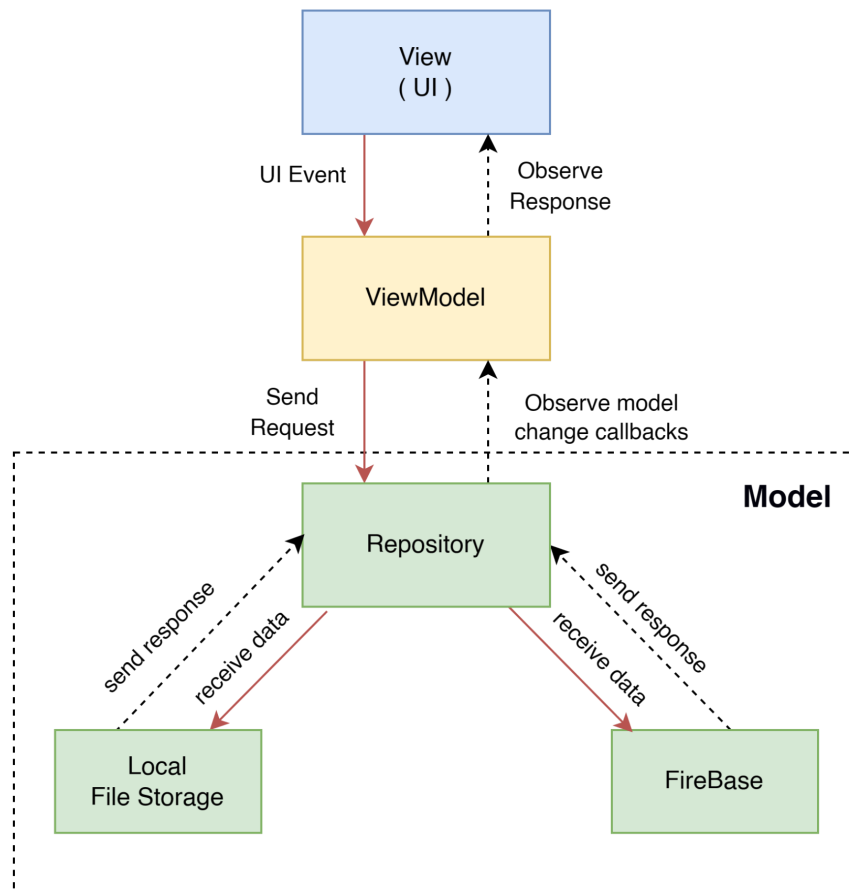 View
( UI )
UI Event
Observe
Response
ViewModel
Send
Request
Observe model
change callbacks
Model
Repository
send response
receive data
receive data
send response
Local
File Storage
FireBase